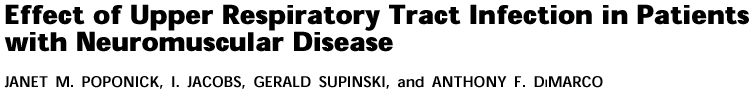 Effect of Upper Respiratory Tract Infection in Patients
with Neuromuscular Disease
JANET M. POPONICK, I. JACOBS, GERALD SUPINSKI, and ANTHONY F. DiMARCO